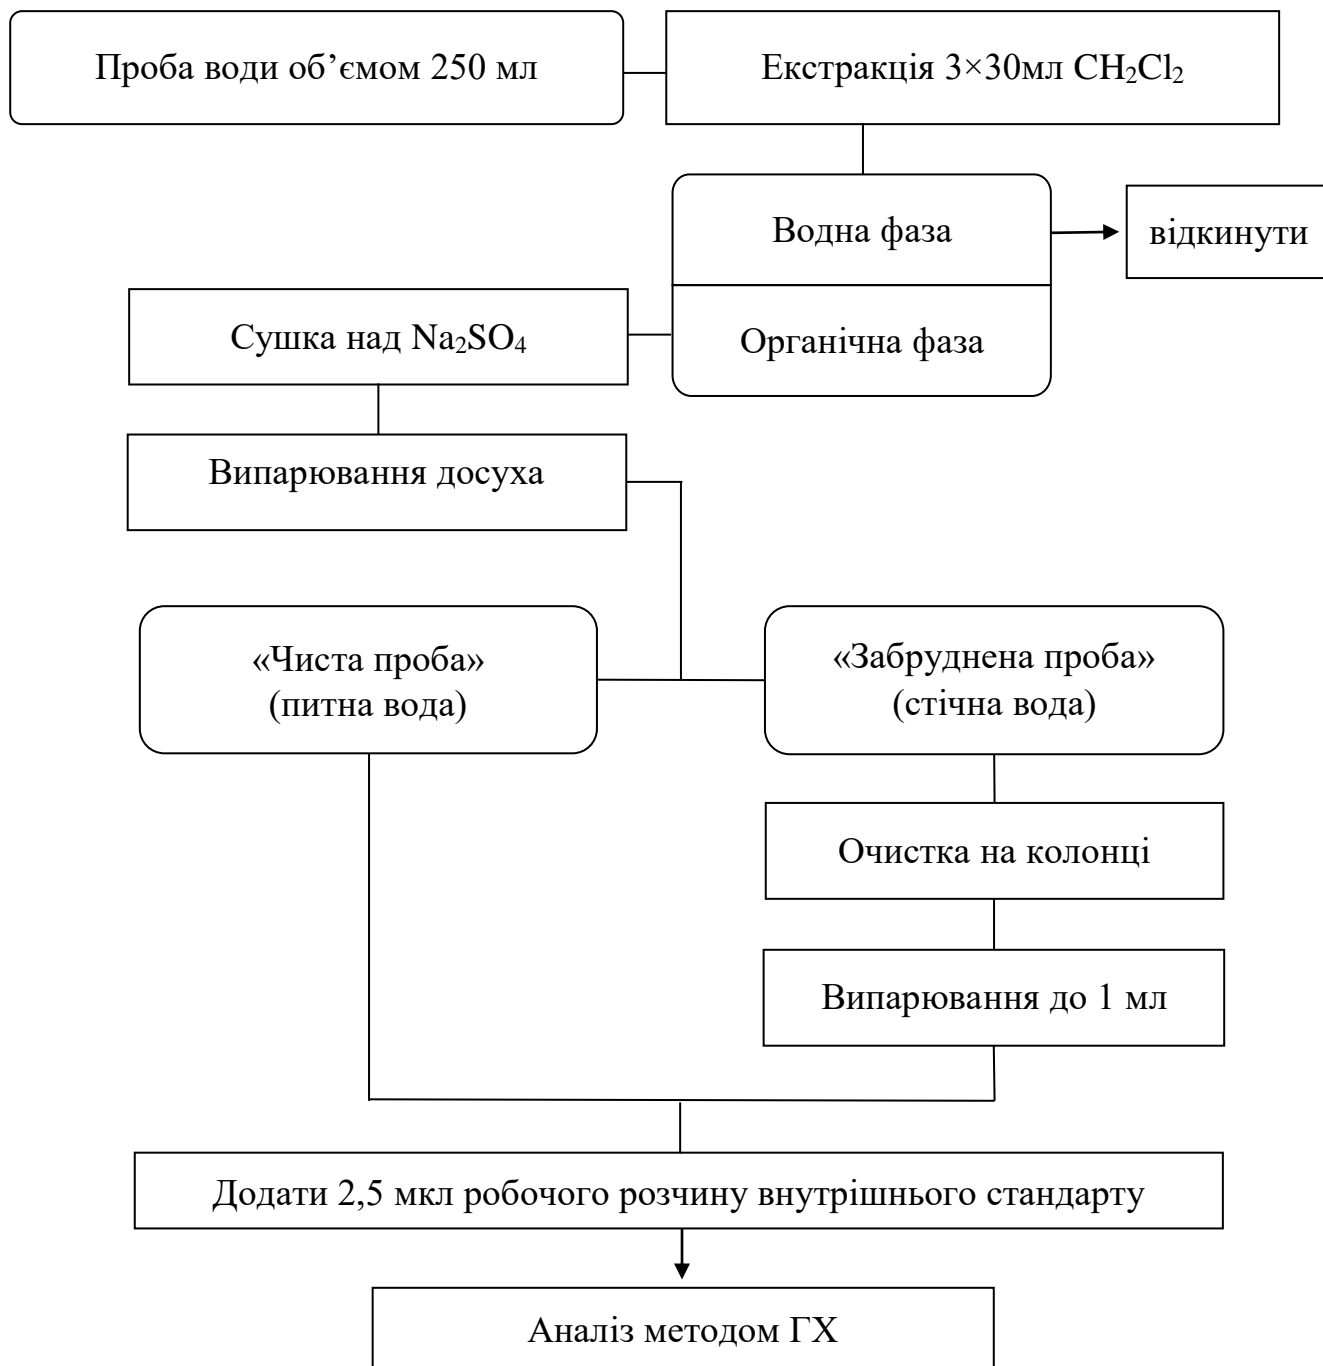 Проба води об’ємом 250 мл
Екстракція 3×30мл CH₂Cl₂
Водна фаза
відкинути
Органічна фаза
Сушка над Na₂SO₄
Випарювання досуха
«Чиста проба»
(питна вода)
«Забруднена проба»
(стічна вода)
Очистка на колонці
Випарювання до 1 мл
Додати 2,5 мкл робочого розчину внутрішнього стандарту
Аналіз методом ГХ